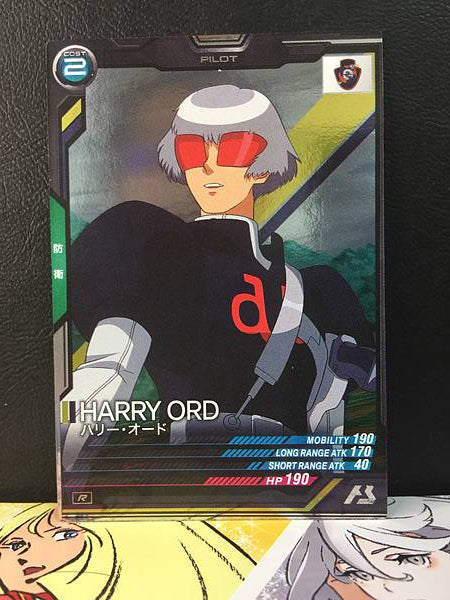 COST
2
PILOT
防衛
d
HARRY ORD
ハリー・オード
MOBILITY 190
LONG RANGE ATK 170
SHORT RANGE ATK 40
HP 190
R